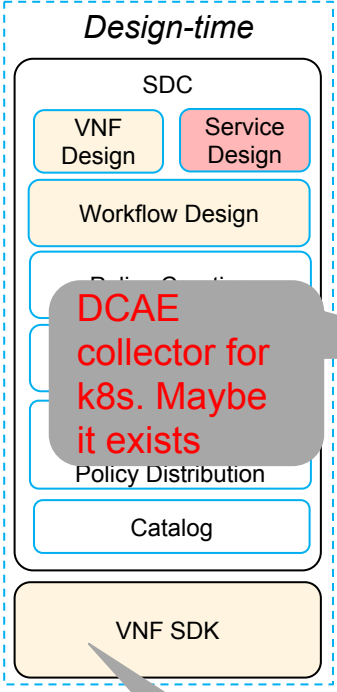 Design-time
SDC
VNF
Design
Service
Design
Workflow Design
DCAE
collector for
k8s. Maybe
it exists
Policy Distribution
Catalog
VNF SDK